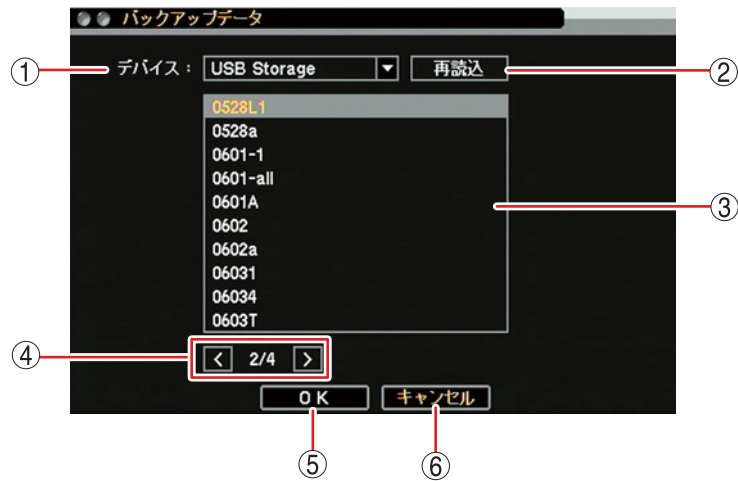 バックアップデータ
① デバイス： USB Storage 再読込 ②
0528L1
0528a
0601-1
0601-all
0601A
0602
0602a
06031
06034
0603T
③
④ < 2/4 >
OK キャンセル
⑤ ⑥